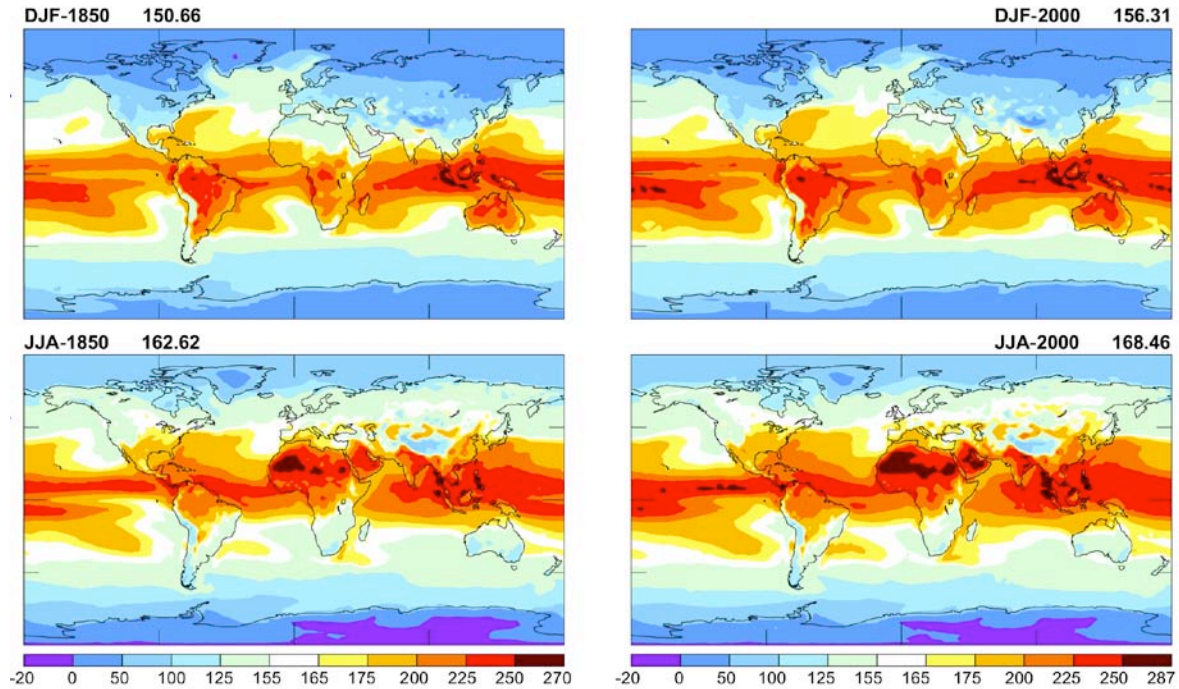 DJF-1850 150.66
DJF-2000 156.31
JJA-1850 162.62
JJA-2000 168.46
-20 0 50 100 125 155 165 175 200 225 250 270
-20 0 50 100 125 155 165 175 200 225 250 287